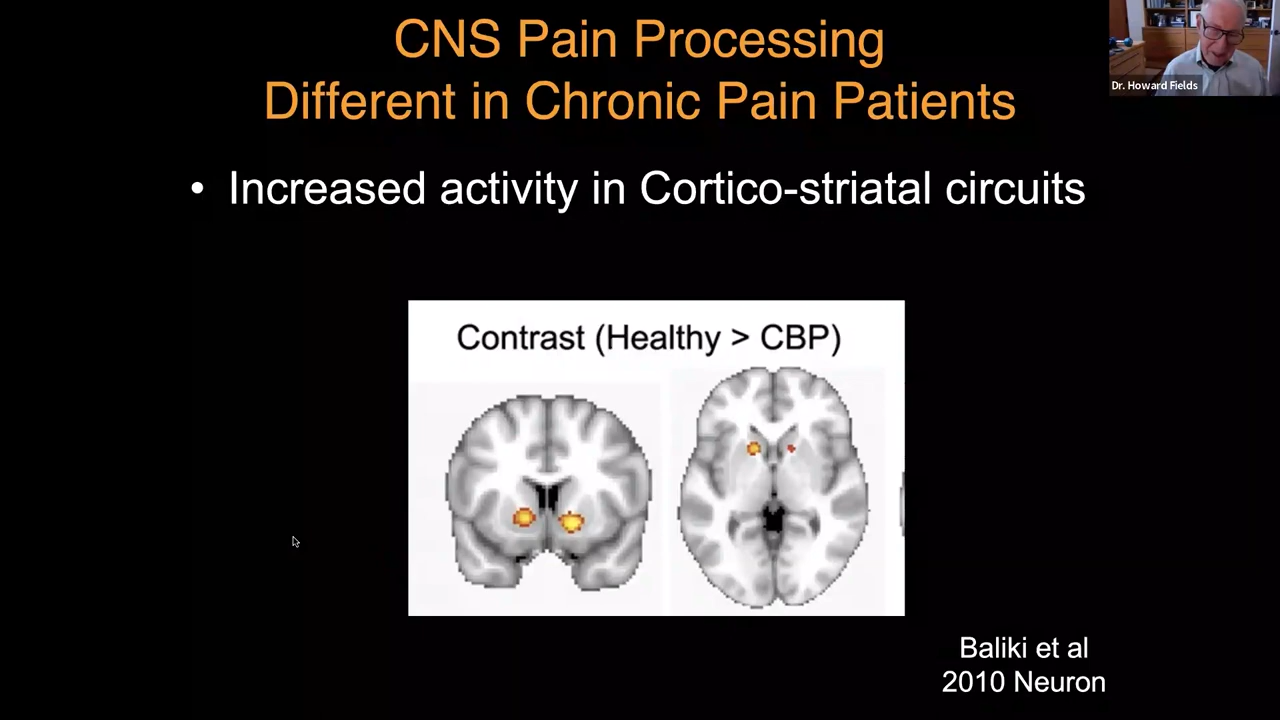 CNS Pain Processing
Different in Chronic Pain Patients
Dr. Howard Fields
• Increased activity in Cortico-striatal circuits
Contrast (Healthy > CBP)
Baliki et al
2010 Neuron